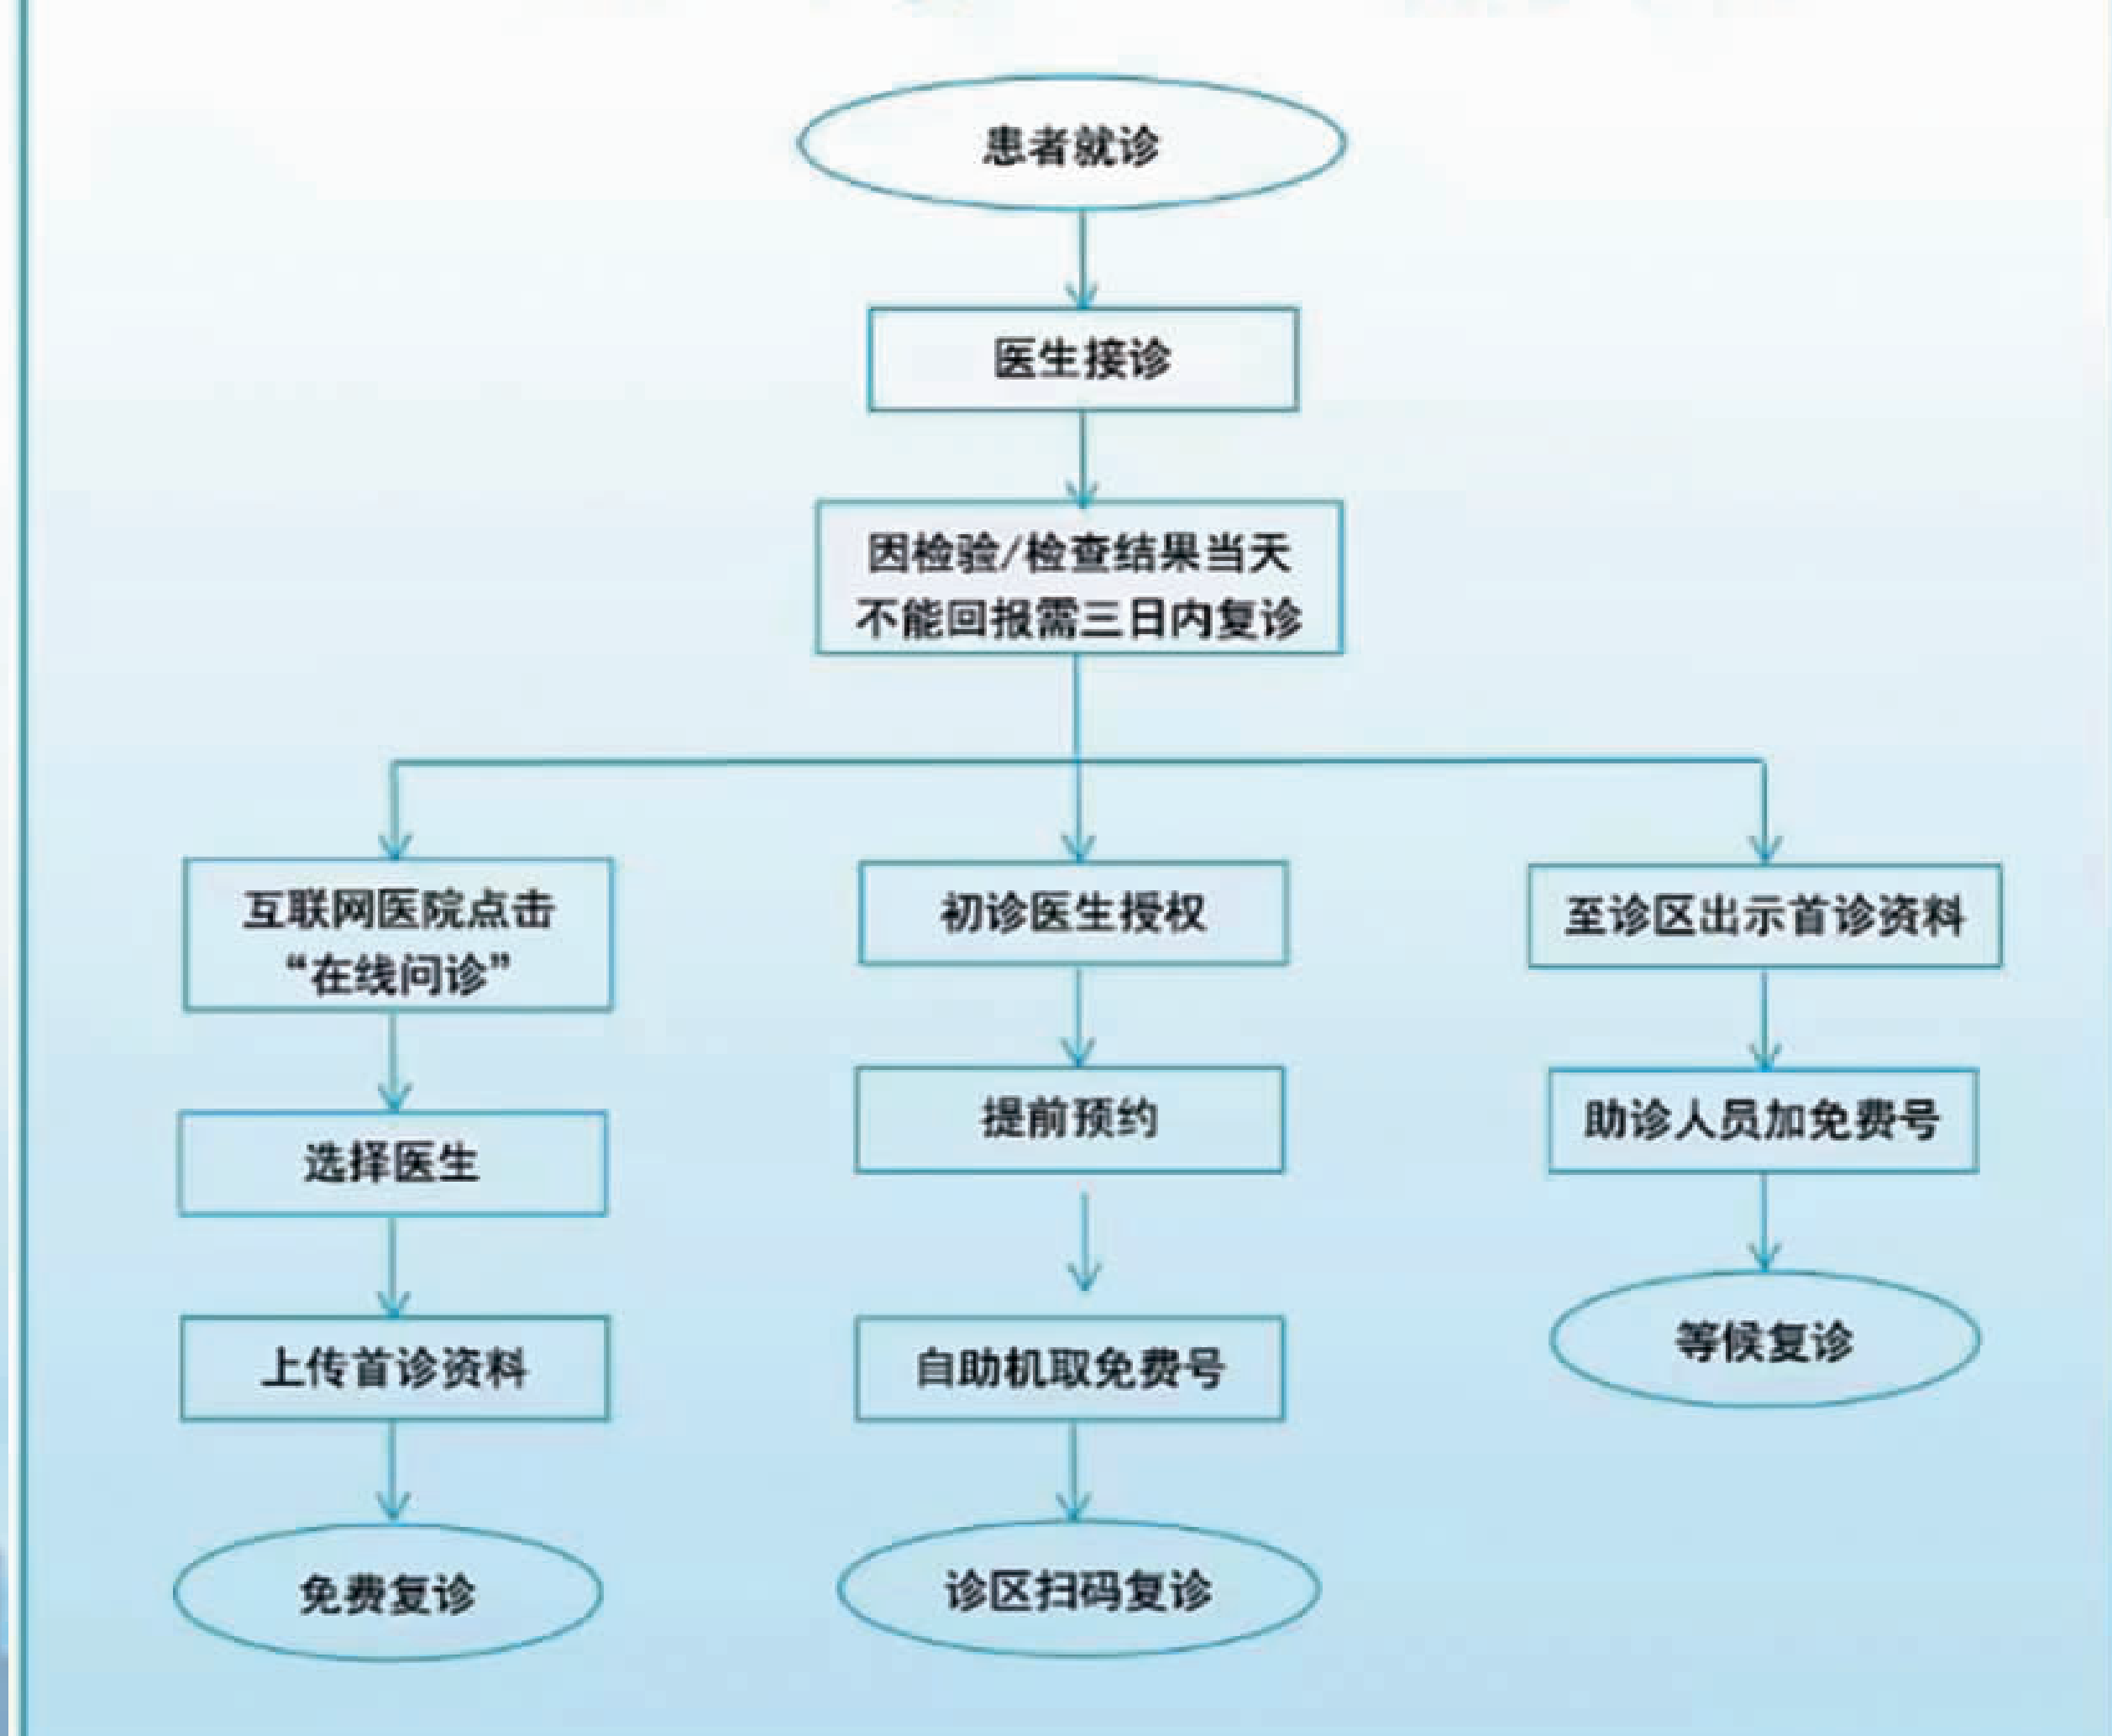 患者就诊
医生接诊
因检验/检查结果当天
不能回报需三日内复诊
互联网医院点击
“在线问诊”
选择医生
上传首诊资料
免费复诊
初诊医生授权
提前预约
自助机取免费号
诊区扫码复诊
至诊区出示首诊资料
助诊人员加免费号
等候复诊